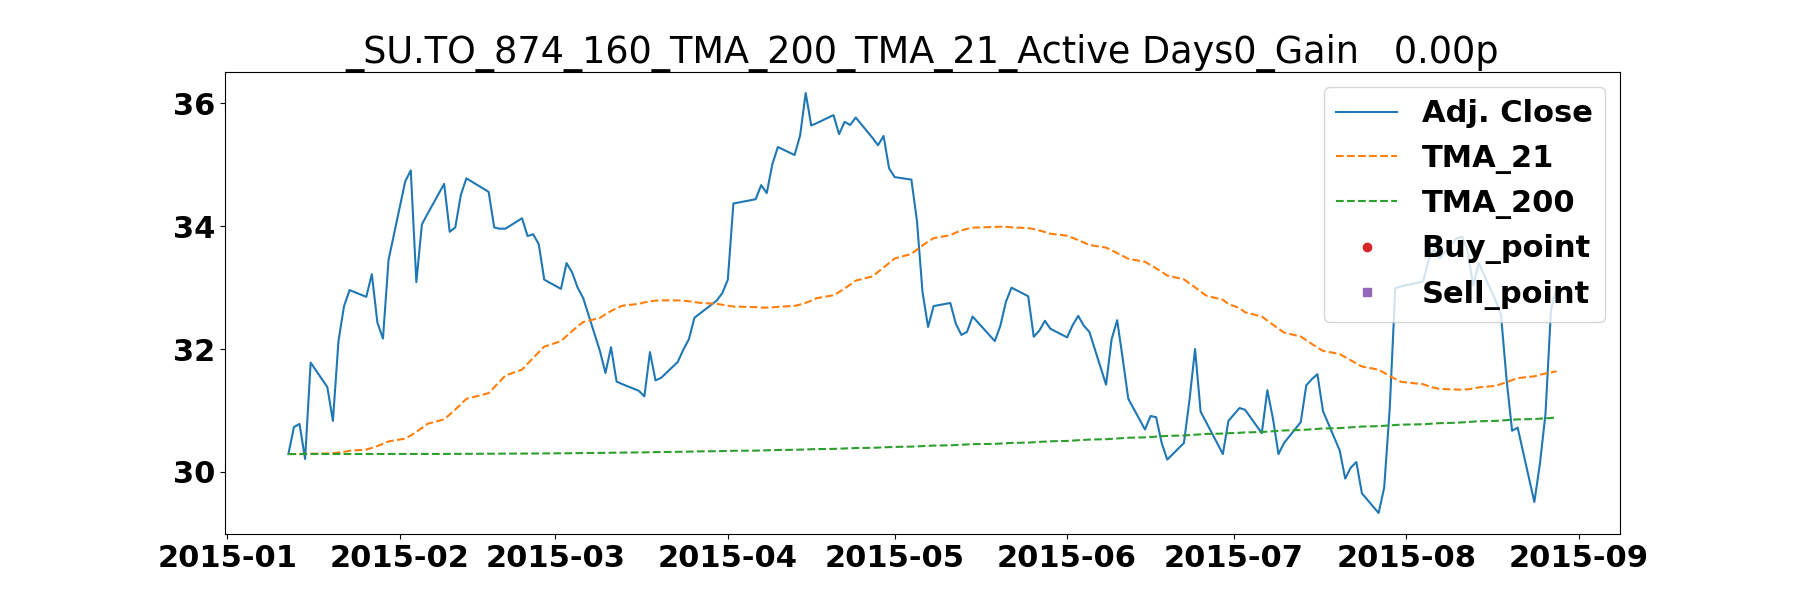 _SU.TO_874_160_TMA_200_TMA_21_Active Days0_Gain   0.00p
36
34
32
30
Adj. Close
TMA_21
TMA_200
Buy_point
Sell_point
2015-01 2015-02 2015-03 2015-04 2015-05 2015-06 2015-07 2015-08 2015-09